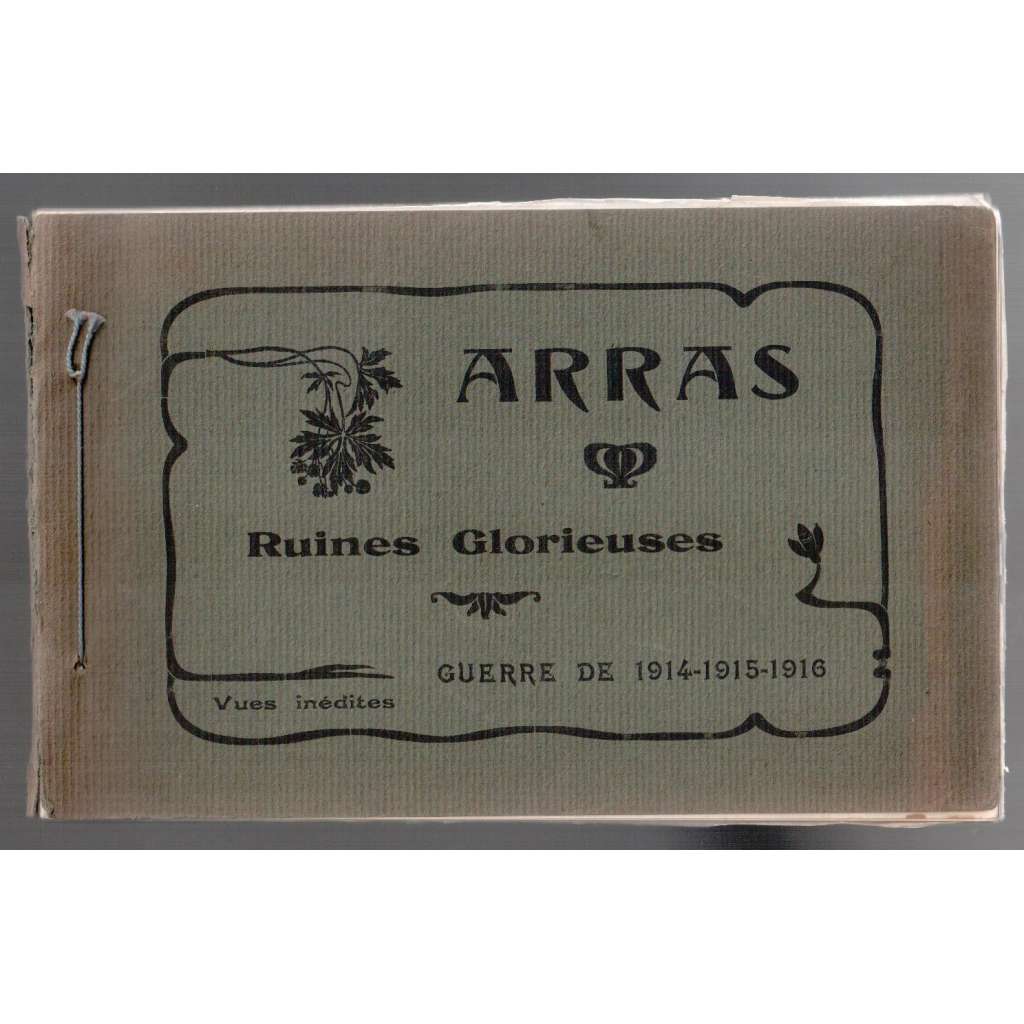 ARRAS
Ruines Glorieuses
GUERRE DE 1914-1915-1916
Vues inédites